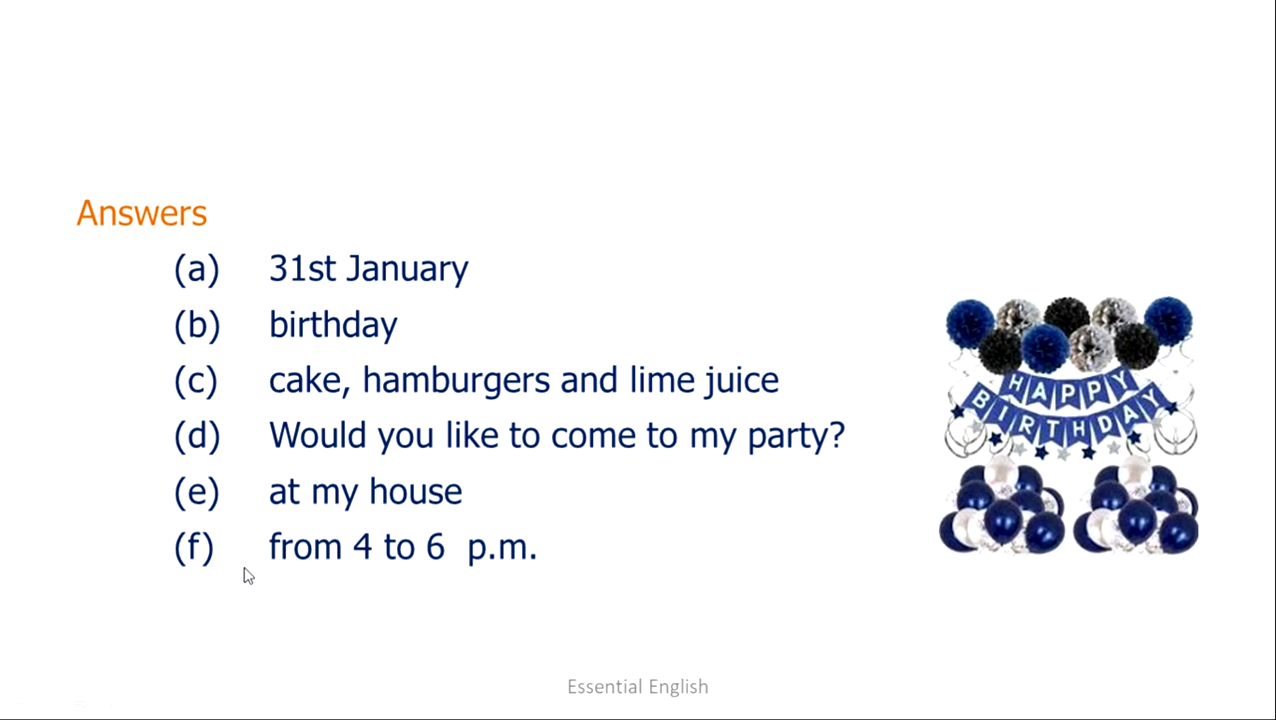 Answers
(a) 31st January
(b) birthday
(c) cake, hamburgers and lime juice
(d) Would you like to come to my party?
(e) at my house
(f) from 4 to 6 p.m.
HAPPY
BIRTHDAY
Essential English